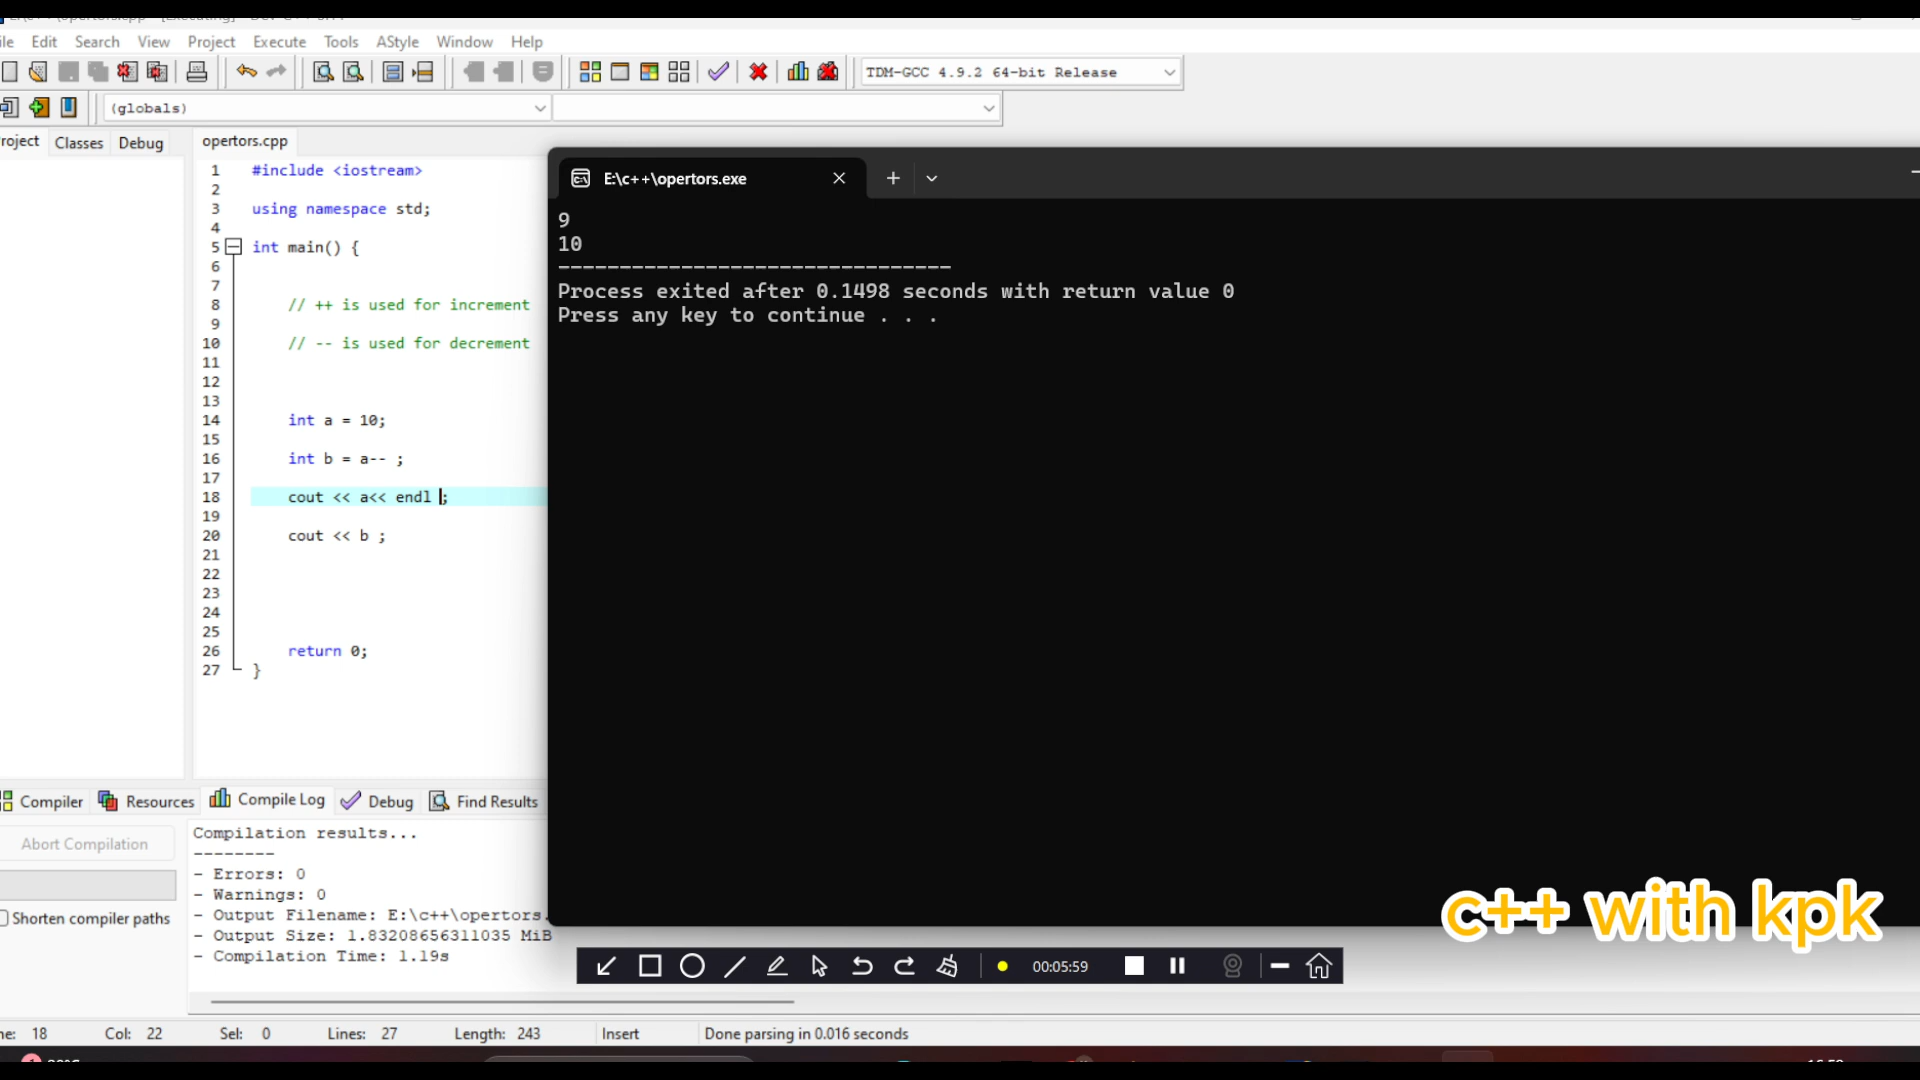 Edit Search View Project Execute Tools AStyle Window Help
TDM-GCC 4.9.2 64-bit Release
(globals)
Classes Debug
opertors.cpp
1 #include <iostream>
2
3 using namespace std;
4
5 int main() {
6
7
8 // ++ is used for increment
9
10 // -- is used for decrement
11
12
13
14 int a = 10;
15
16 int b = a-- ;
17
18 cout << a<< endl ;
19
20 cout << b ;
21
22
23
24
25
26 return 0;
27 }
E:\c++\opertors.exe
9
10
--------------------------------
Process exited after 0.1498 seconds with return value 0
Press any key to continue . . .
Compiler Resources Compile Log Debug Find Results
Abort Compilation
Shorten compiler paths
Compilation results...
--------
- Errors: 0
- Warnings: 0
- Output Filename: E:\c++\opertors.
- Output Size: 1.83208656311035 MiB
- Compilation Time: 1.19s
c++ with kpk
00:05:59
18 Col: 22 Sel: 0 Lines: 27 Length: 243 Insert Done parsing in 0.016 seconds